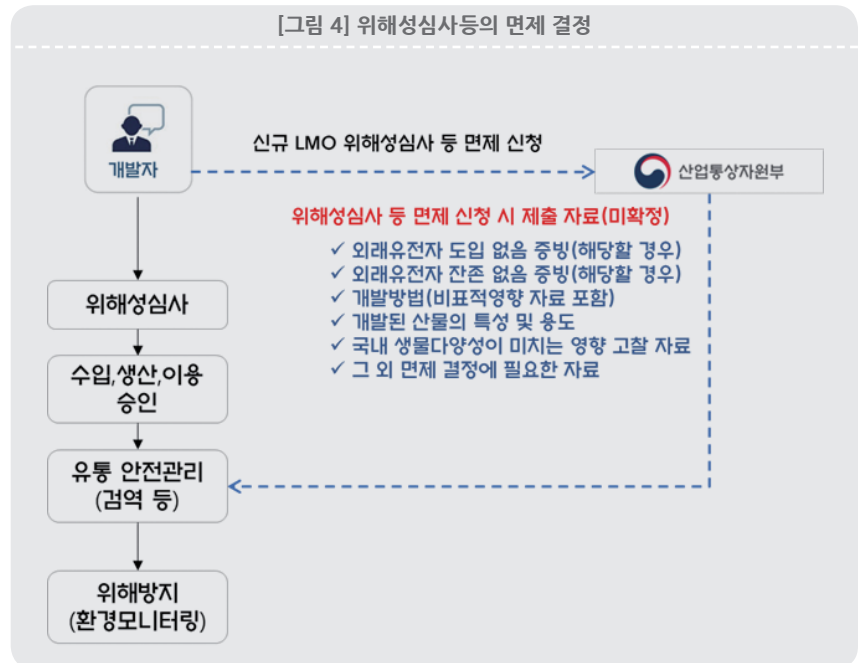 [그림 4] 위해성심사등의 면제 결정
개발자
신규 LMO 위해성심사 등 면제 신청
산업통상자원부
위해성심사 등 면제 신청 시 제출 자료(미확정)
✓ 외래유전자 도입 없음 증빙(해당할 경우)
✓ 외래유전자 잔존 없음 증빙(해당할 경우)
✓ 개발방법(비표적영향 자료 포함)
✓ 개발된 산물의 특성 및 용도
✓ 국내 생물다양성이 미치는 영향 고찰 자료
✓ 그 외 면제 결정에 필요한 자료
위해성심사
수입,생산,이용
승인
유통 안전관리
(검역 등)
위해방지
(환경모니터링)